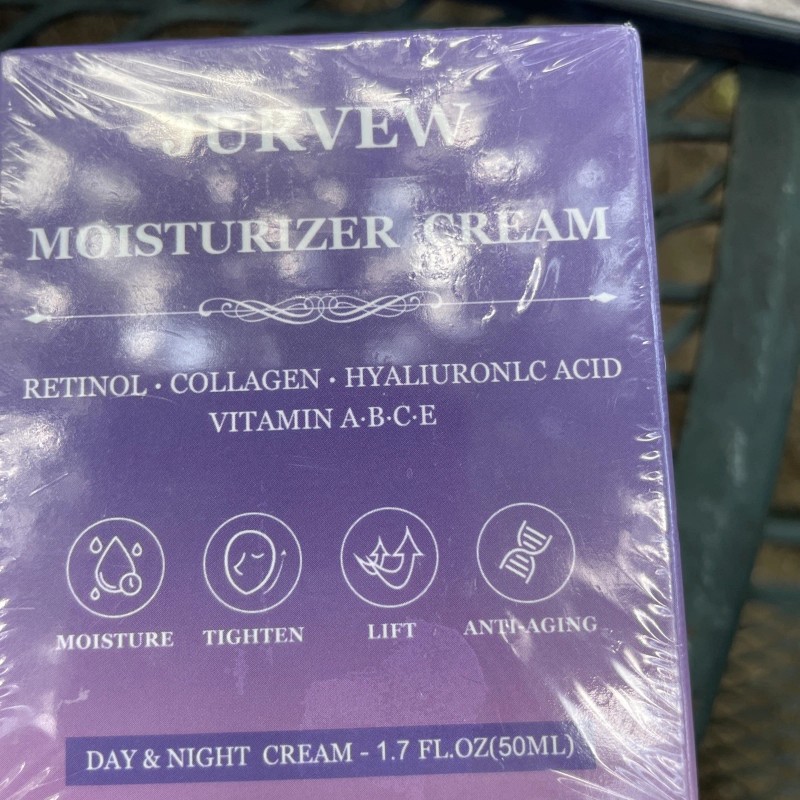 JURVEW
MOISTURIZER CREAM
RETINOL · COLLAGEN · HYALIURONLC ACID
VITAMIN A·B·C·E
MOISTURE TIGHTEN LIFT ANTI-AGING
DAY & NIGHT CREAM - 1.7 FL.OZ(50ML)